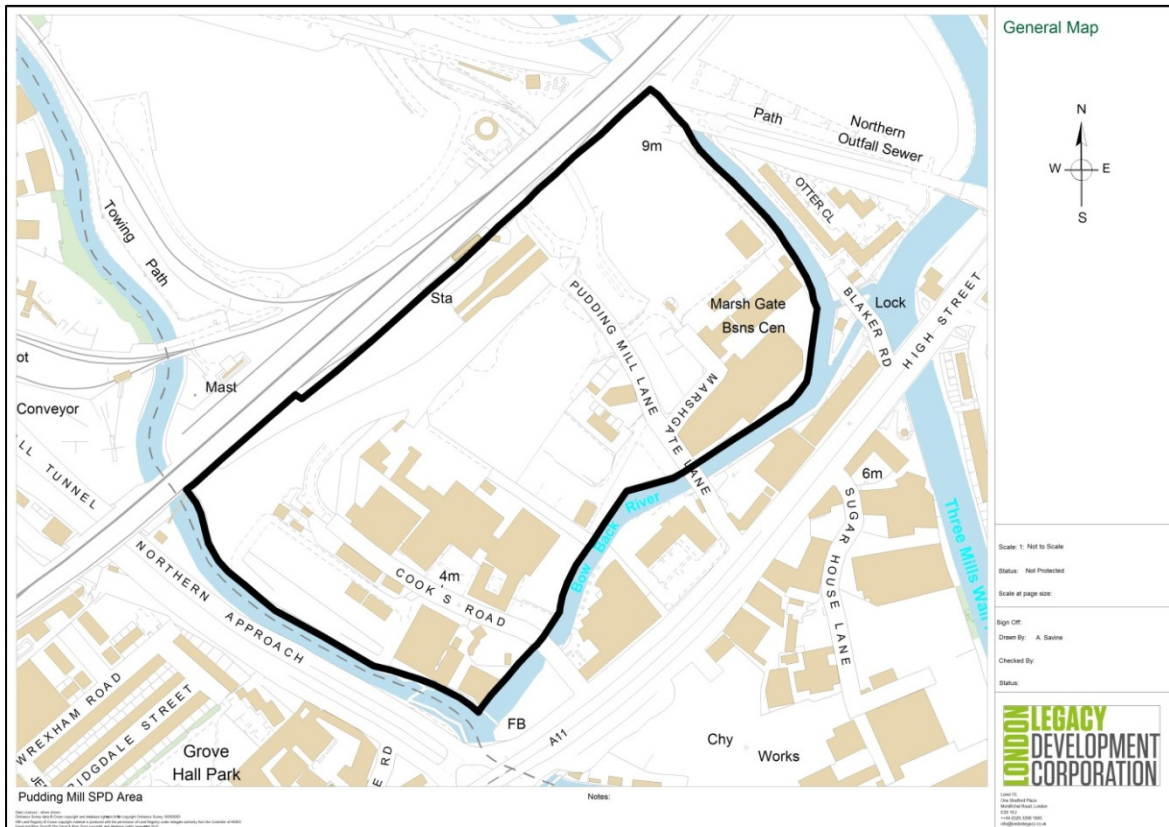 General Map
N
W E
S
Path
Northern
Outfall Sewer
9m
OTTER CL
Towing
Path
Sta
PUDDING MILL LANE
Marsh Gate
Bsns Cen
BLAKER RD
Lock
HIGH STREET
MARSHGATE LANE
ot
Mast
Conveyor
LL TUNNEL
6m
SUGAR HOUSE LANE
Bow Back River
Three Mills Wall
NORTHERN APPROACH
4m
COOK S ROAD
WREXHAM ROAD
RIDGDALE STREET
Grove
Hall Park
E RD
FB
A11
Chy
Works
Scale: 1: Not to Scale
Status: Not Protected
Scale at page size:
Sign Off:
Drawn By: A. Savine
Checked By:
Status:
LONDON
LEGACY
DEVELOPMENT
CORPORATION
Pudding Mill SPD Area
Notes: